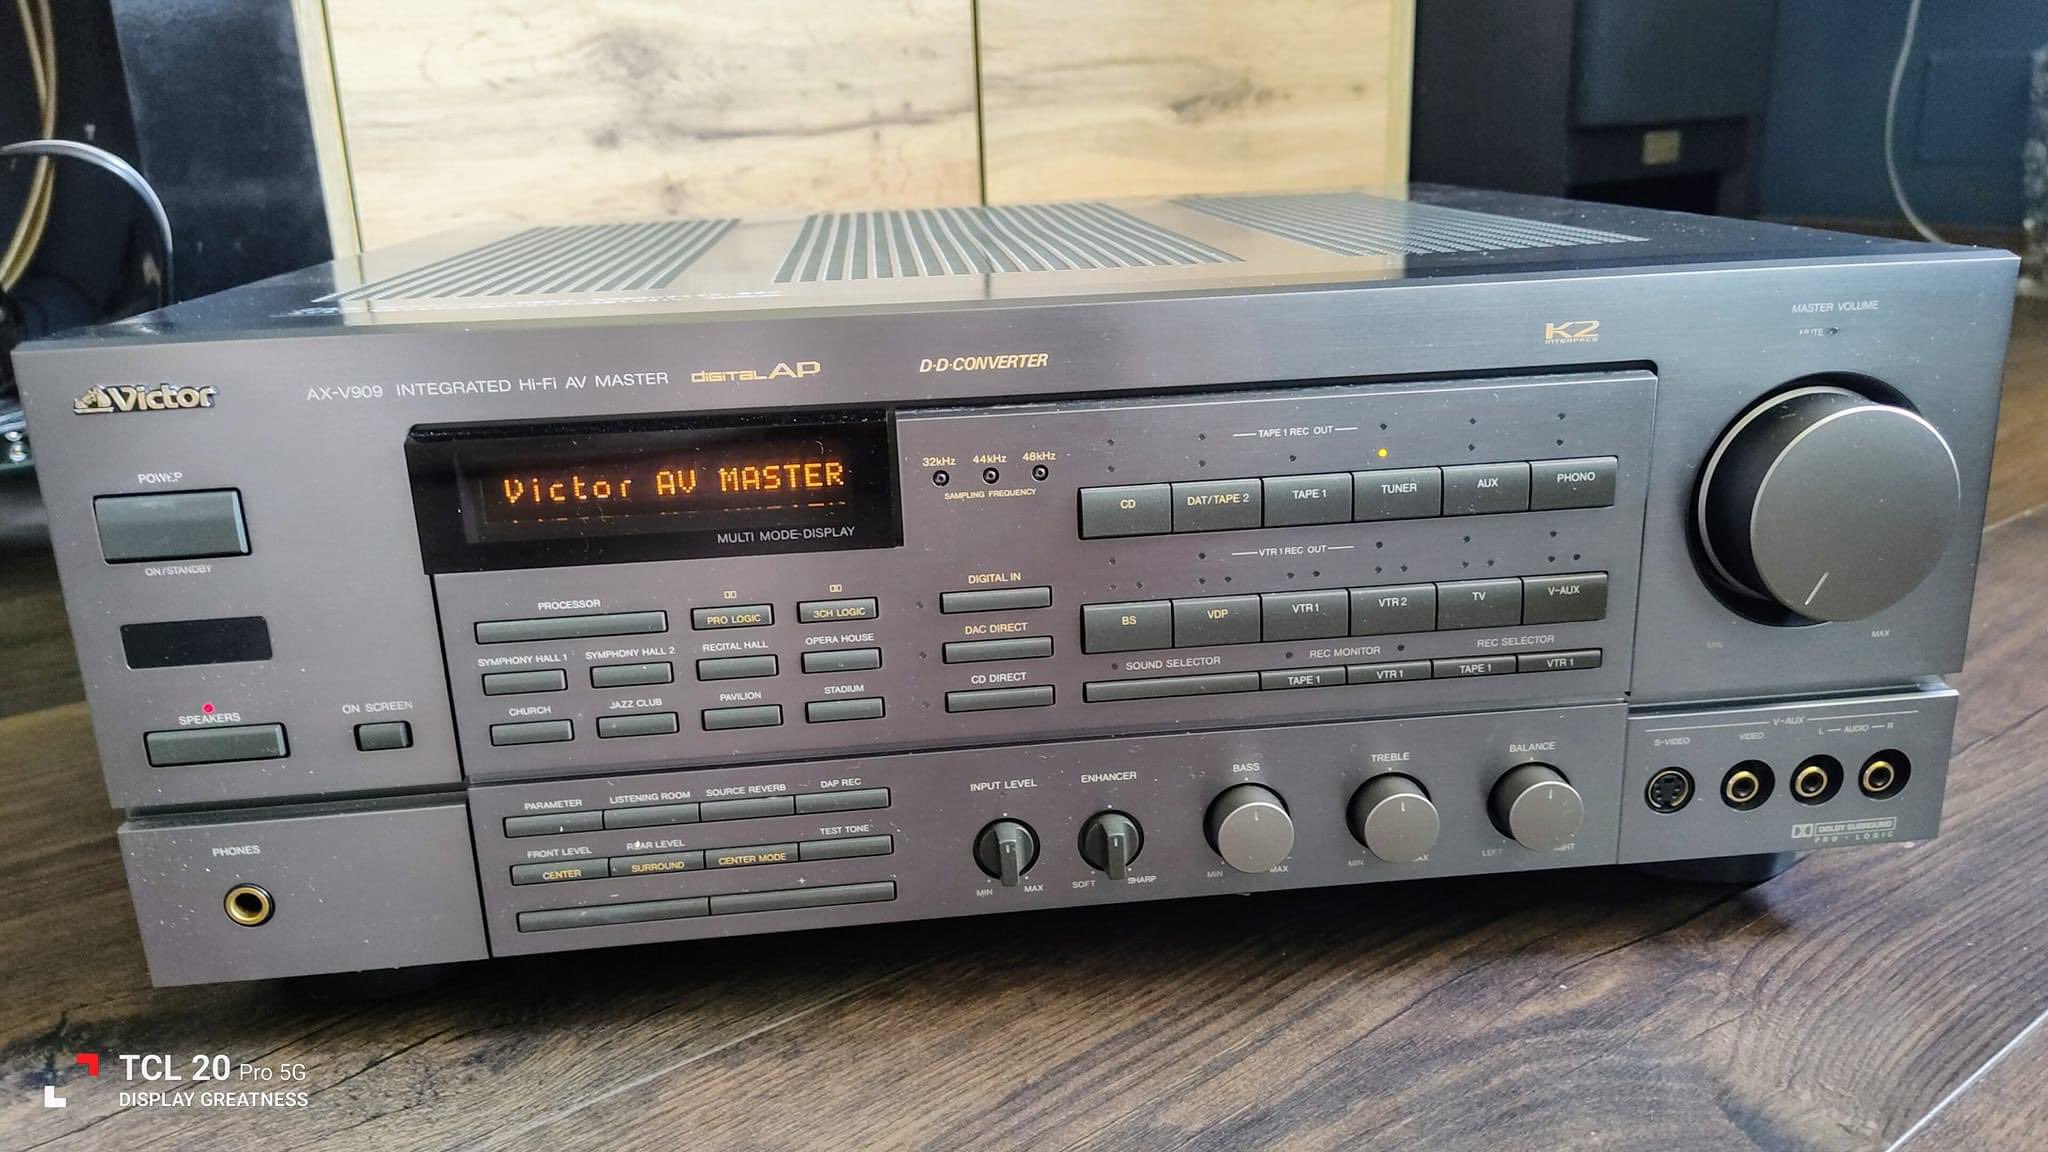 Victor
AX-V909 INTEGRATED Hi-Fi AV MASTER
digital AP
D-D-CONVERTER
K2
INTERFACE
MASTER VOLUME
MUTE
MIN
MAX
POWER
ON/STANDBY
SPEAKERS
ON SCREEN
PHONES
Victor AV MASTER
MULTI MODE DISPLAY
32kHz 44kHz 48kHz
SAMPLING FREQUENCY
TAPE 1 REC OUT
CD DAT/TAPE 2 TAPE 1 TUNER AUX PHONO
VTR 1 REC OUT
BS VDP VTR 1 VTR 2 TV V-AUX
SOUND SELECTOR REC MONITOR REC SELECTOR
TAPE 1 VTR 1 TAPE 1 VTR 1
DIGITAL IN
DAC DIRECT
CD DIRECT
PROCESSOR PRO LOGIC 3CH LOGIC
SYMPHONY HALL 1 SYMPHONY HALL 2 RECITAL HALL OPERA HOUSE
CHURCH JAZZ CLUB PAVILION STADIUM
PARAMETER LISTENING ROOM SOURCE REVERB DAP REC
FRONT LEVEL REAR LEVEL TEST TONE
CENTER SURROUND CENTER MODE
− +
INPUT LEVEL
MIN MAX
ENHANCER
SOFT SHARP
BASS
MIN MAX
TREBLE
MIN MAX
BALANCE
LEFT RIGHT
V-AUX
S-VIDEO VIDEO L AUDIO R
DOLBY SURROUND
PRO·LOGIC
TCL 20 Pro 5G
DISPLAY GREATNESS